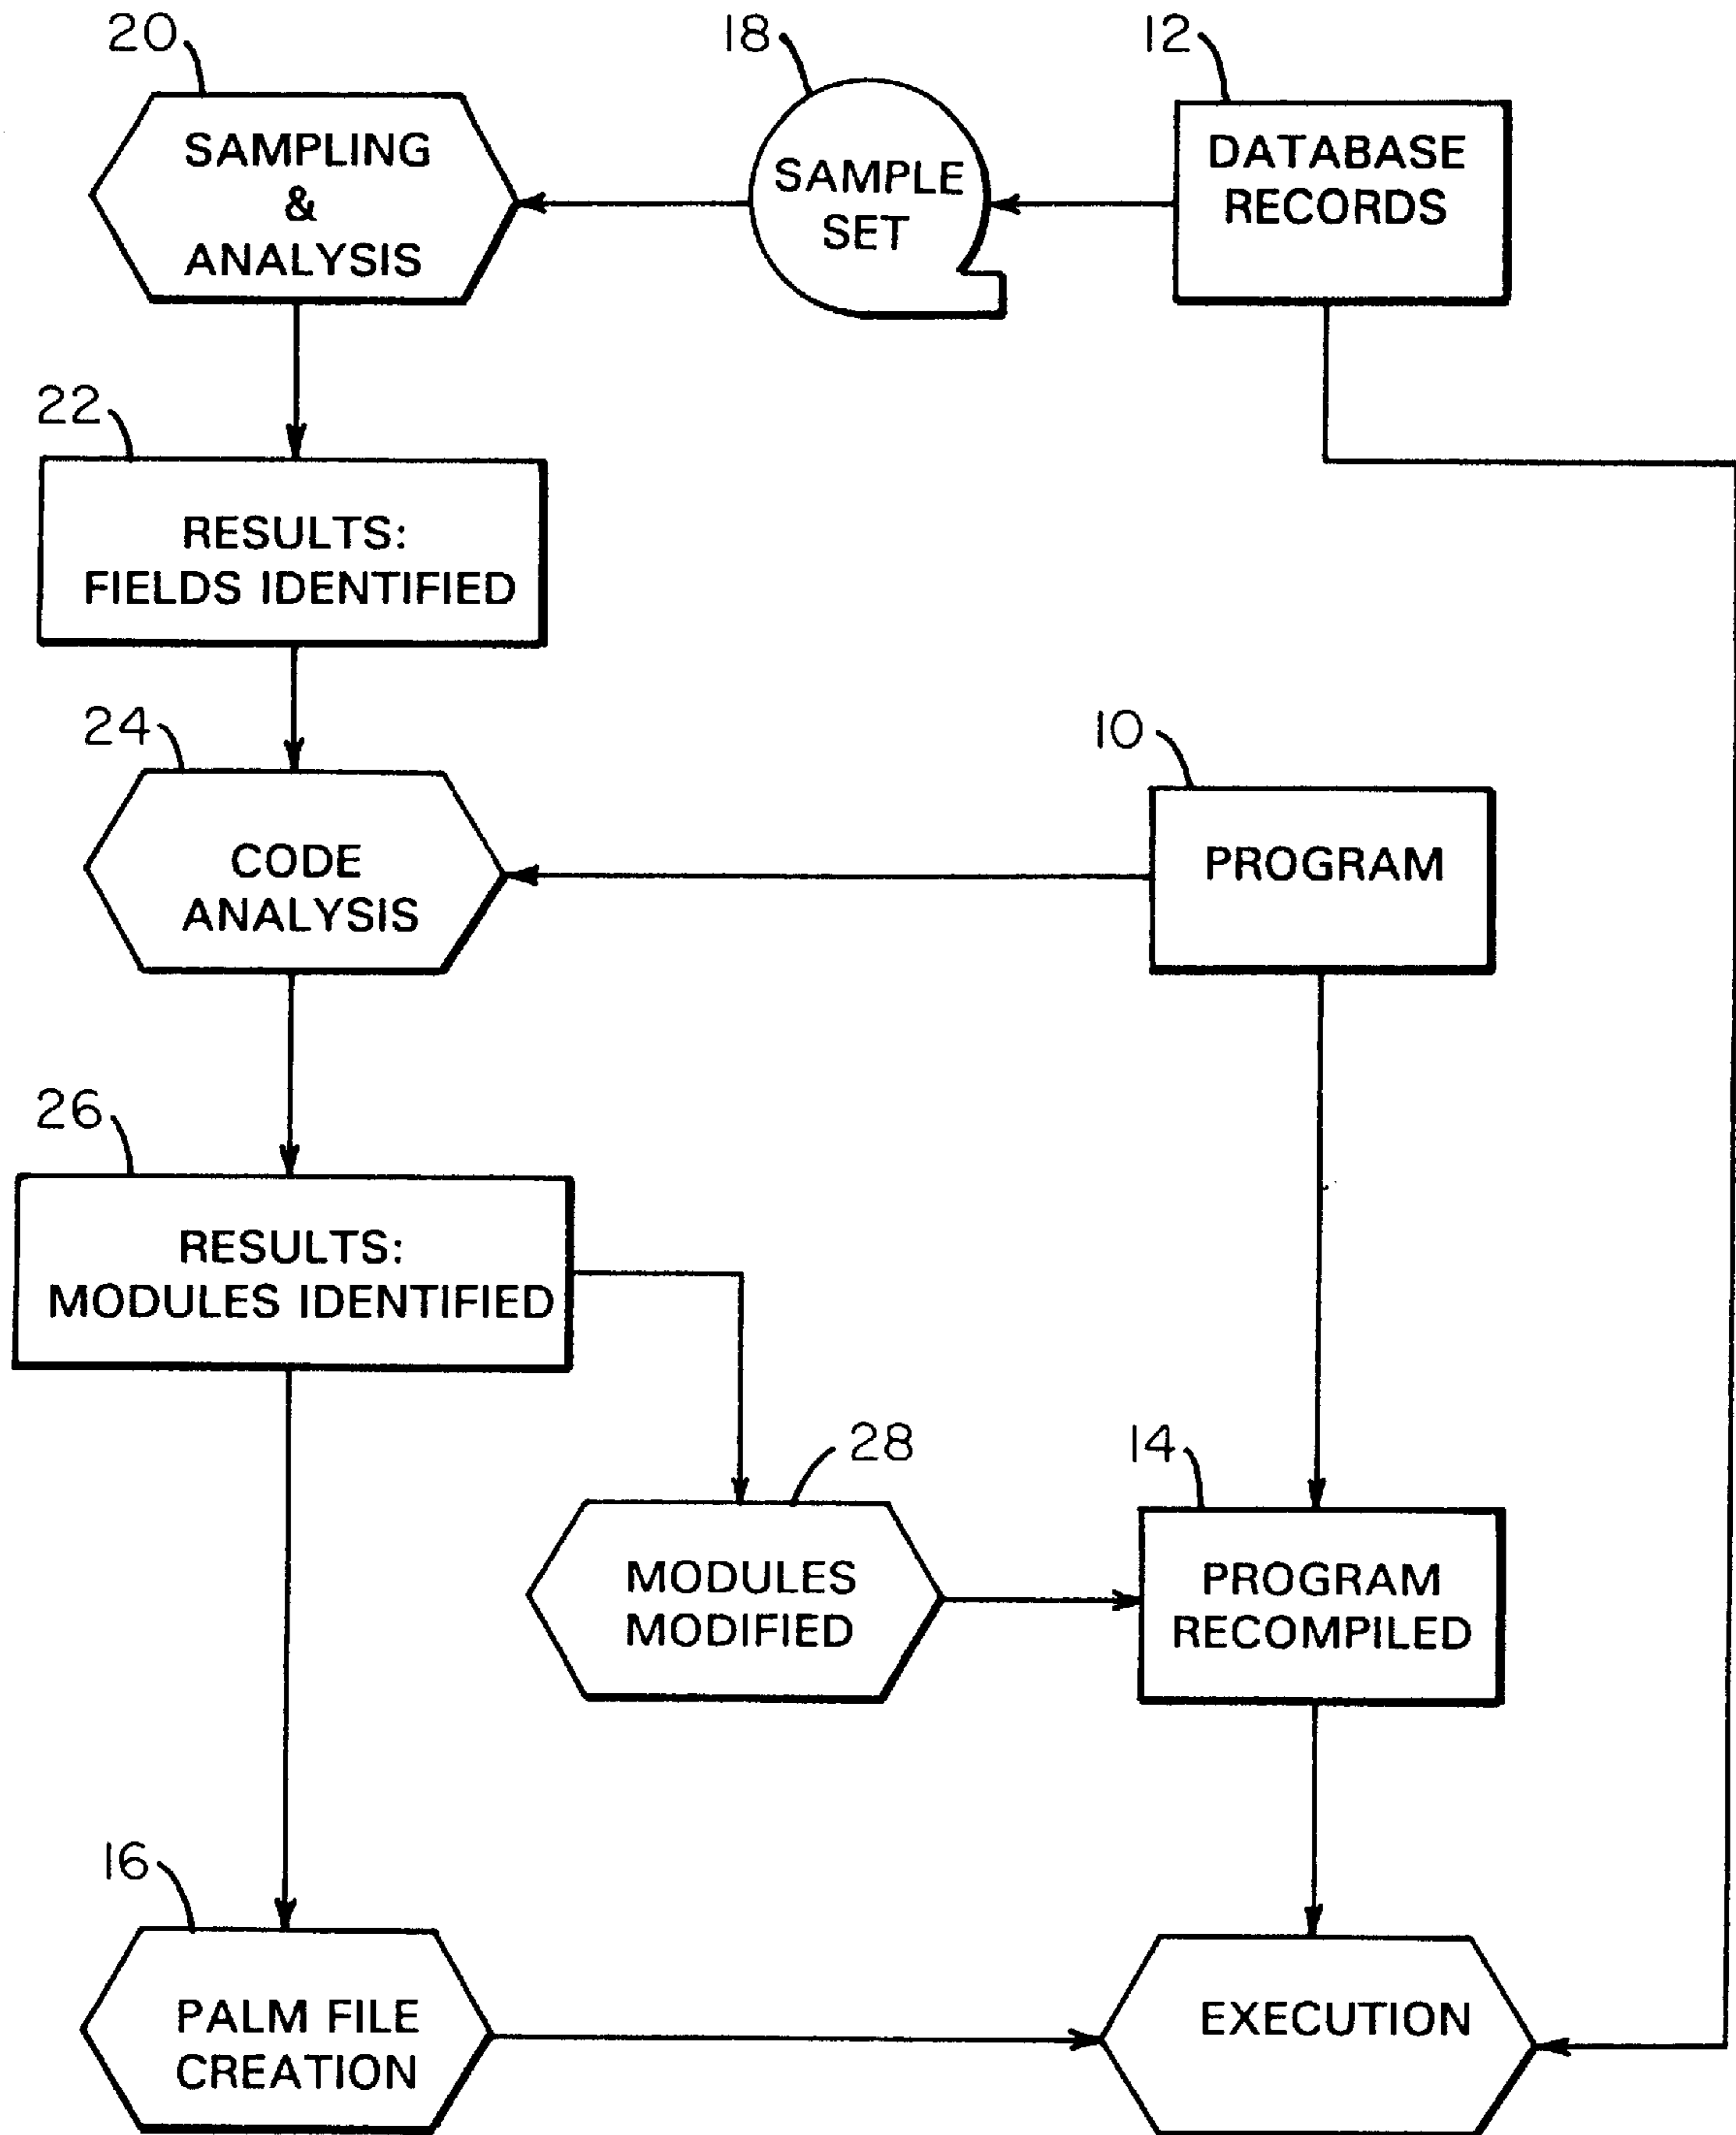 20
18
12
SAMPLING
&
ANALYSIS
SAMPLE
SET
DATABASE
RECORDS
22
RESULTS:
FIELDS IDENTIFIED
24
10
CODE
ANALYSIS
PROGRAM
26
RESULTS:
MODULES IDENTIFIED
28
14
MODULES
MODIFIED
PROGRAM
RECOMPILED
16
PALM FILE
CREATION
EXECUTION